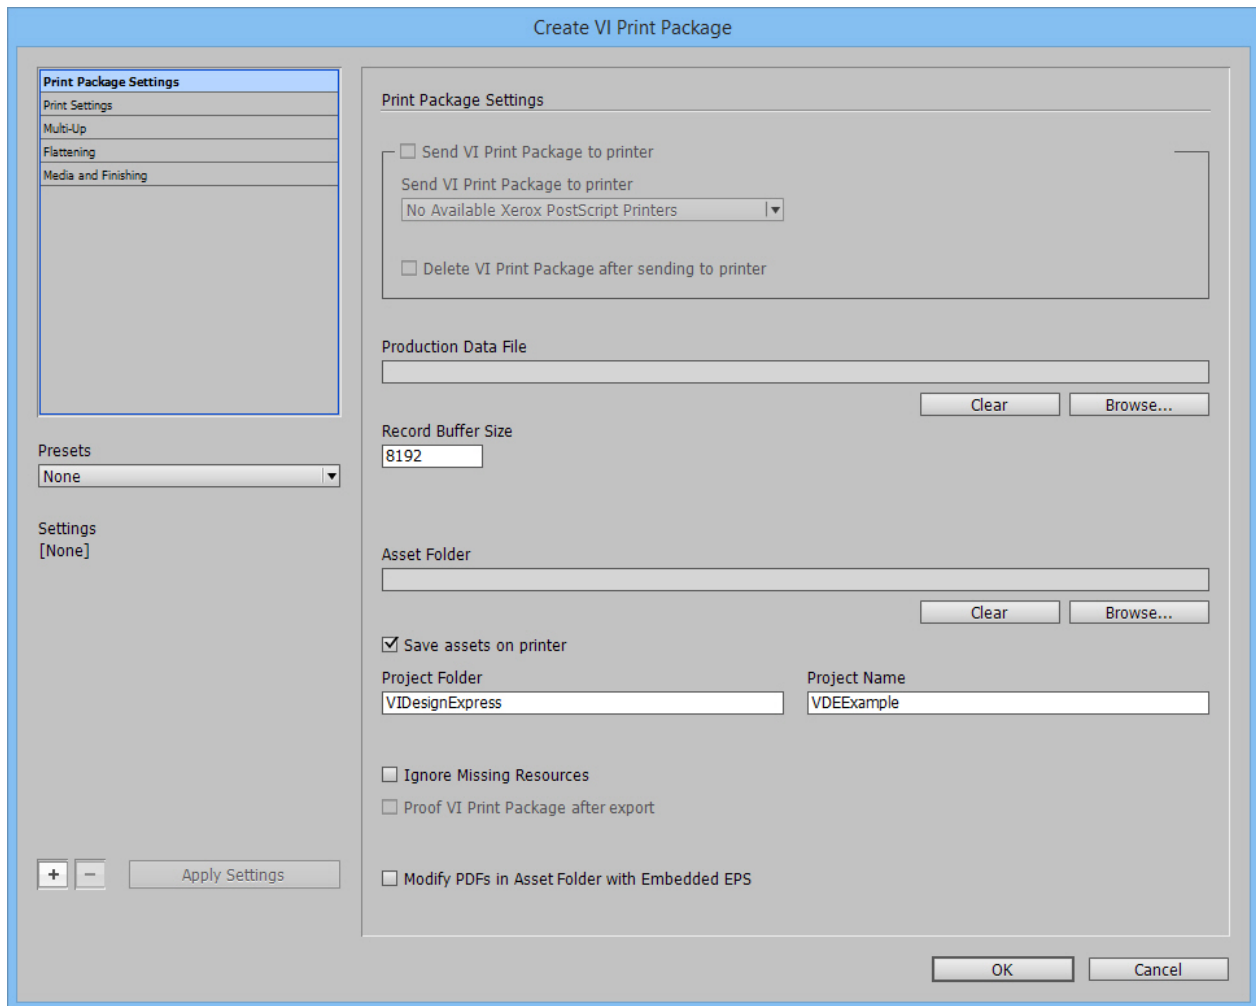 Create VI Print Package
Print Package Settings
Print Settings
Multi-Up
Flattening
Media and Finishing
Presets
None
Settings
[None]
+
−
Apply Settings
Print Package Settings
Send VI Print Package to printer
Send VI Print Package to printer
No Available Xerox PostScript Printers
Delete VI Print Package after sending to printer
Production Data File
Clear
Browse...
Record Buffer Size
8192
Asset Folder
Clear
Browse...
Save assets on printer
Project Folder
Project Name
VIDesignExpress
VDEExample
Ignore Missing Resources
Proof VI Print Package after export
Modify PDFs in Asset Folder with Embedded EPS
OK
Cancel